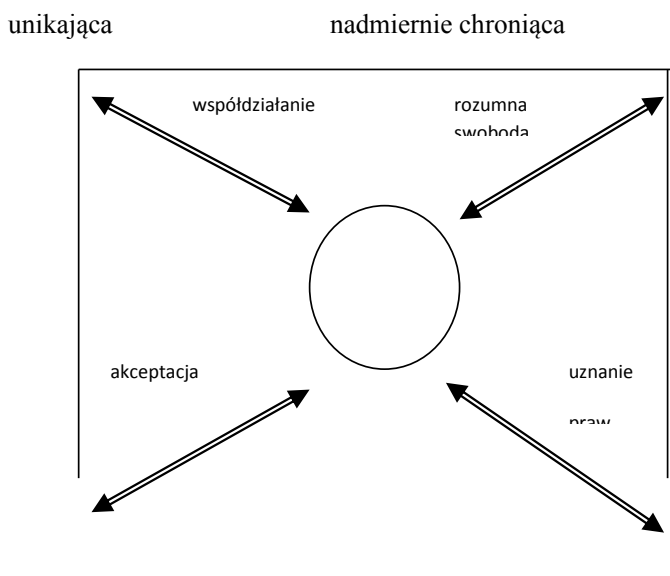 unikająca nadmiernie chroniąca
współdziałanie rozumna
swoboda
akceptacja uznanie
praw